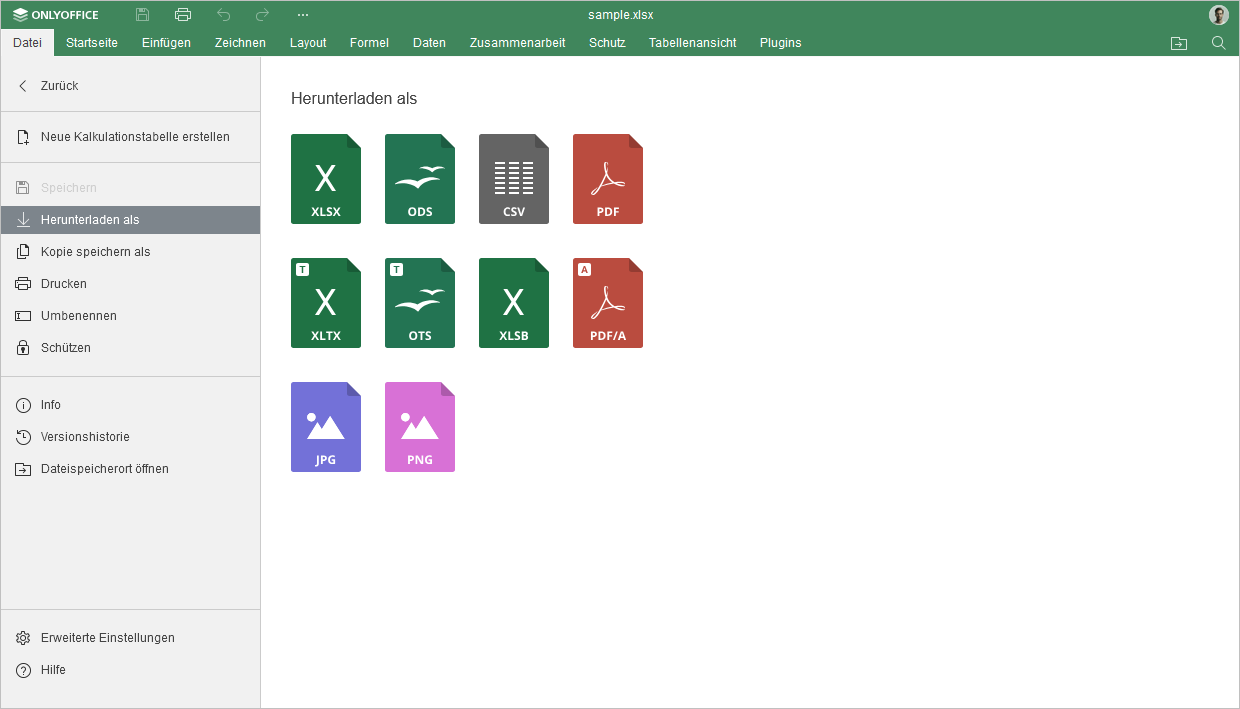 ONLYOFFICE
sample.xlsx
Datei Startseite Einfügen Zeichnen Layout Formel Daten Zusammenarbeit Schutz Tabellenansicht Plugins
Zurück
Neue Kalkulationstabelle erstellen
Speichern
Herunterladen als
Kopie speichern als
Drucken
Umbenennen
Schützen
Info
Versionshistorie
Dateispeicherort öffnen
Erweiterte Einstellungen
Hilfe
Herunterladen als
X
XLSX
ODS
CSV
PDF
T
X
XLTX
T
OTS
X
XLSB
A
PDF/A
JPG
PNG